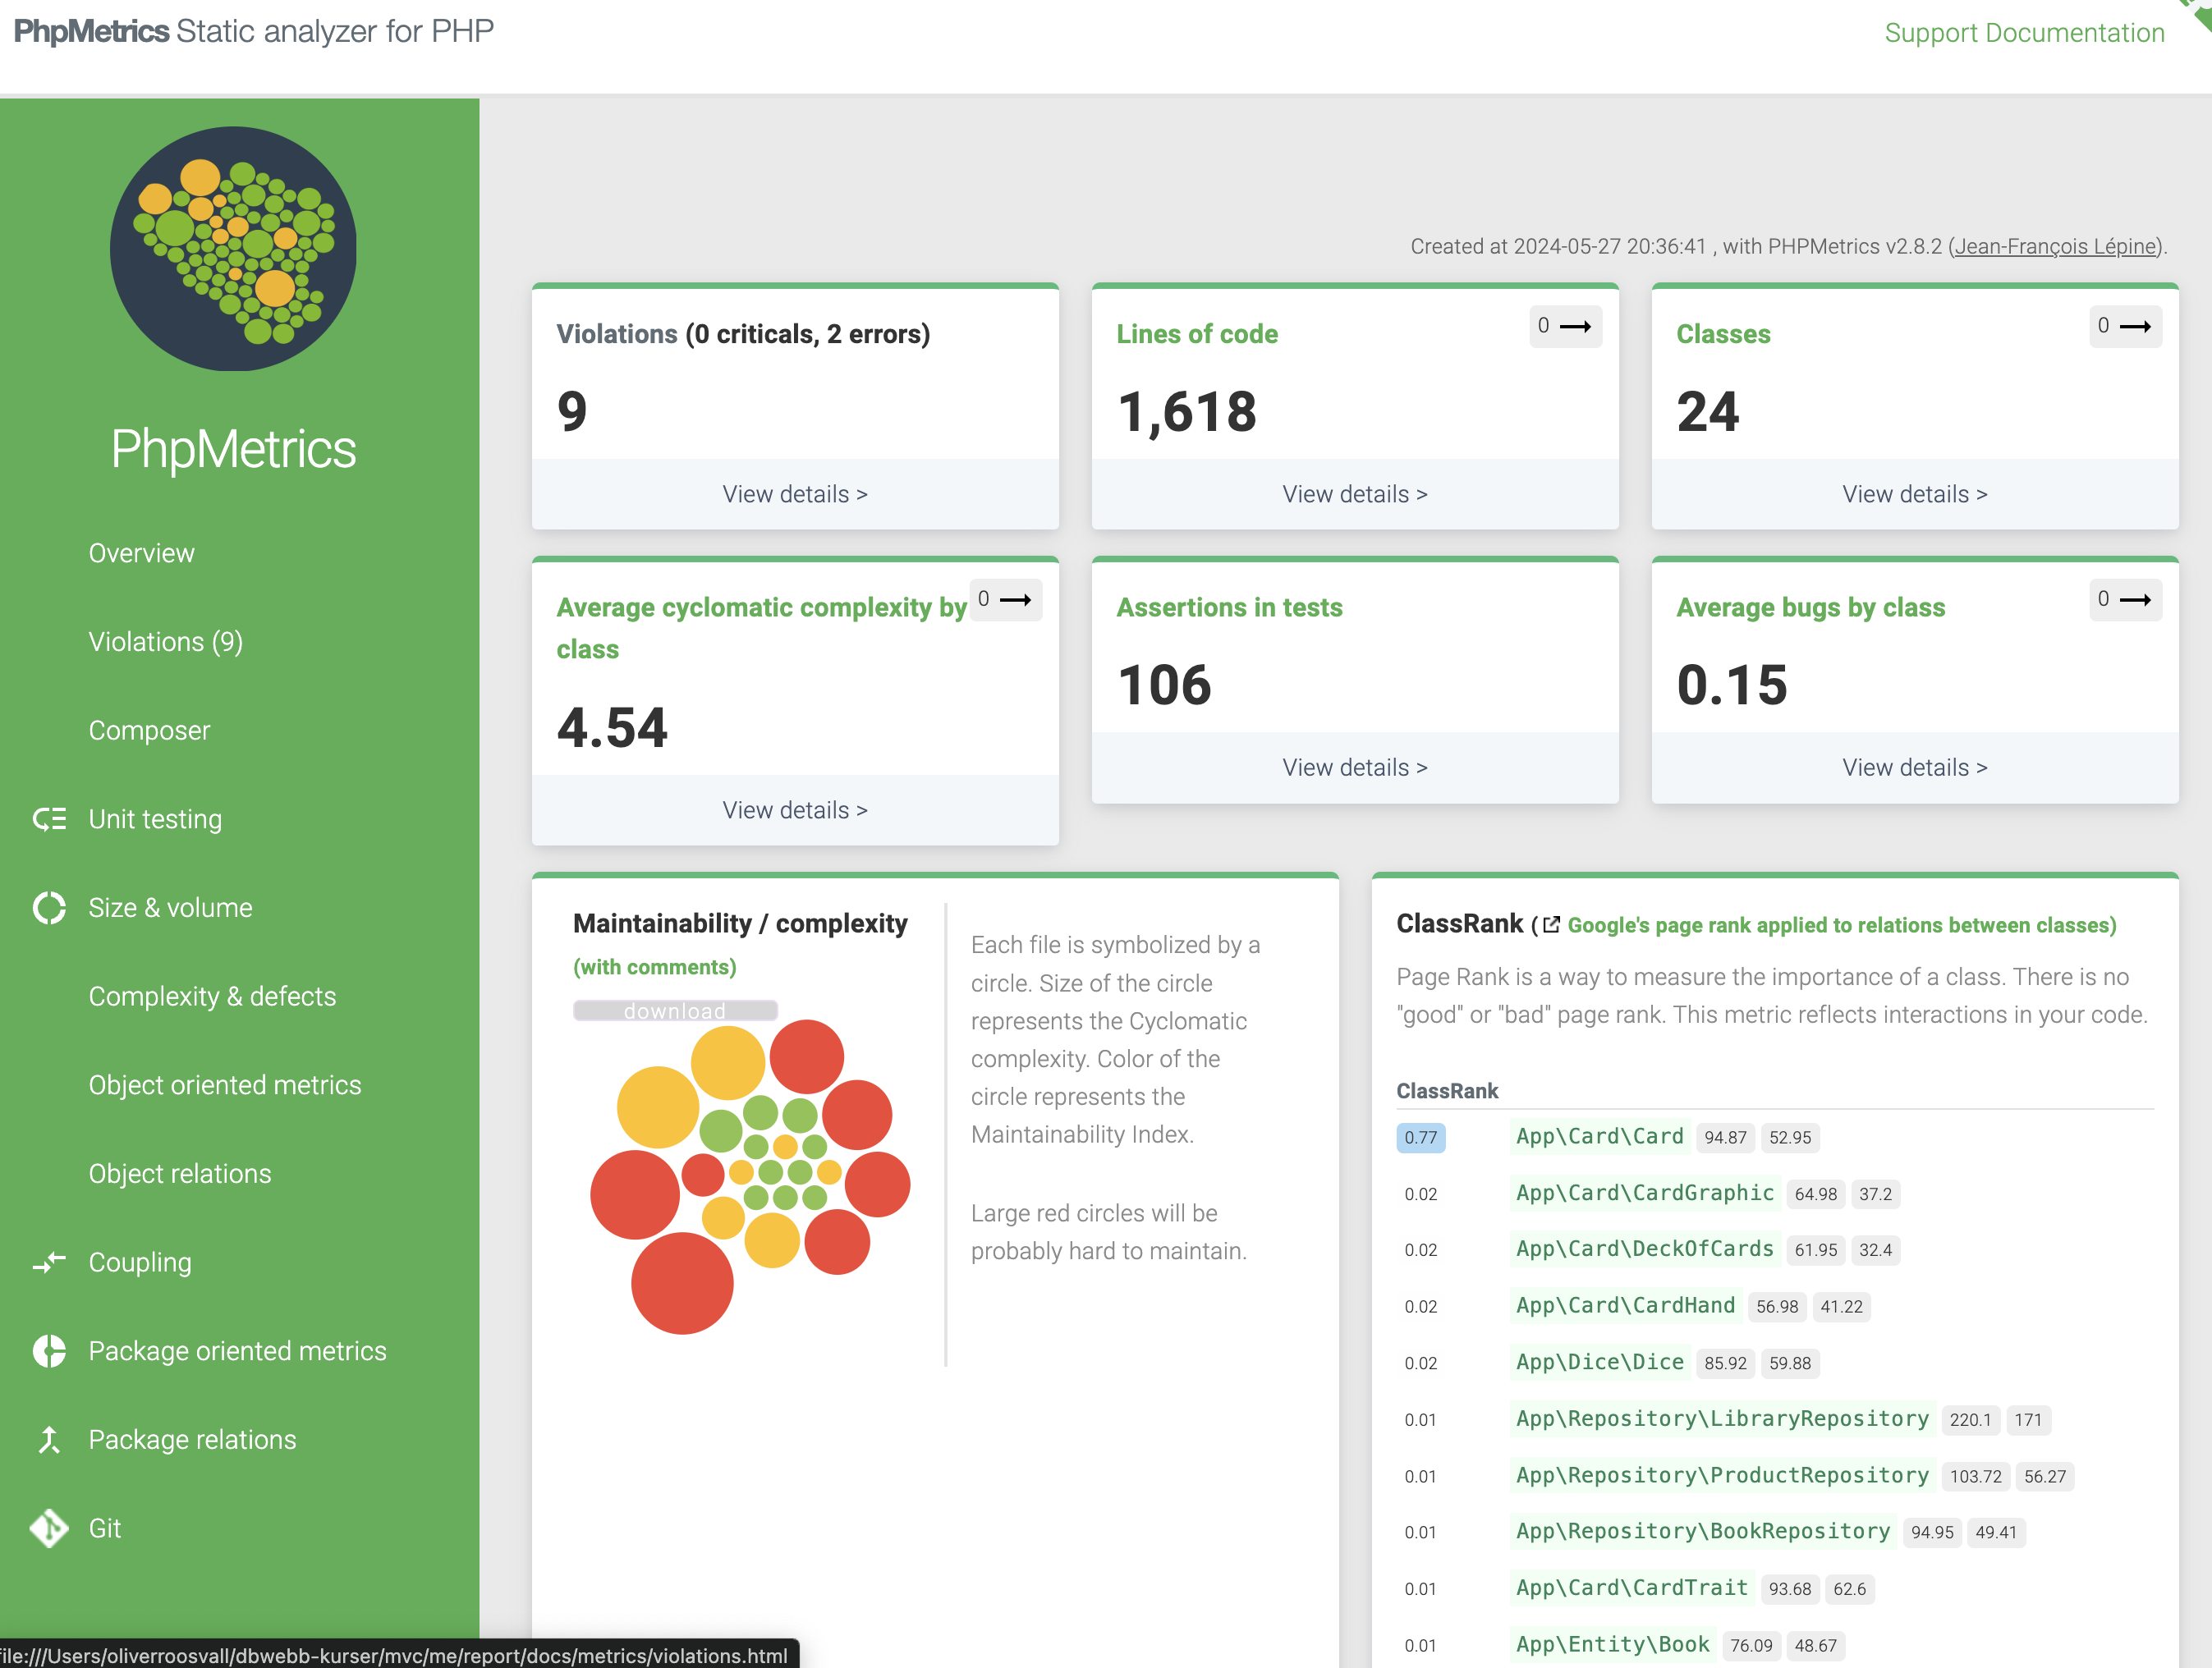 PhpMetrics Static analyzer for PHP
Support Documentation
PhpMetrics
Overview
Violations (9)
Composer
Unit testing
Size & volume
Complexity & defects
Object oriented metrics
Object relations
Coupling
Package oriented metrics
Package relations
Git
Created at 2024-05-27 20:36:41 , with PHPMetrics v2.8.2 (Jean-François Lépine).
Violations (0 criticals, 2 errors)
9
View details >
Lines of code
0
1,618
View details >
Classes
0
24
View details >
Average cyclomatic complexity by
class
0
4.54
View details >
Assertions in tests
106
View details >
Average bugs by class
0
0.15
View details >
Maintainability / complexity
(with comments)
download
Each file is symbolized by a
circle. Size of the circle
represents the Cyclomatic
complexity. Color of the
circle represents the
Maintainability Index.
Large red circles will be
probably hard to maintain.
ClassRank ( Google's page rank applied to relations between classes)
Page Rank is a way to measure the importance of a class. There is no
"good" or "bad" page rank. This metric reflects interactions in your code.
ClassRank
0.77 App\Card\Card 94.87 52.95
0.02 App\Card\CardGraphic 64.98 37.2
0.02 App\Card\DeckOfCards 61.95 32.4
0.02 App\Card\CardHand 56.98 41.22
0.02 App\Dice\Dice 85.92 59.88
0.01 App\Repository\LibraryRepository 220.1 171
0.01 App\Repository\ProductRepository 103.72 56.27
0.01 App\Repository\BookRepository 94.95 49.41
0.01 App\Card\CardTrait 93.68 62.6
0.01 App\Entity\Book 76.09 48.67
file:///Users/oliverroosvall/dbwebb-kurser/mvc/me/report/docs/metrics/violations.html